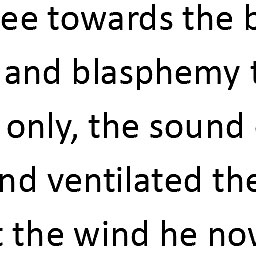 ee towards the b
and blasphemy t
only, the sound
nd ventilated the
t the wind he nov